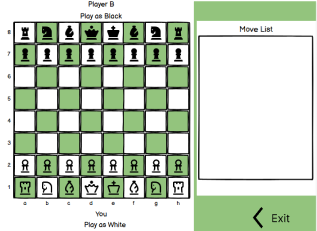 Player B
Play as Black
8
7
6
5
4
3
2
1
a b c d e f g h
You
Play as White
Move List
Exit